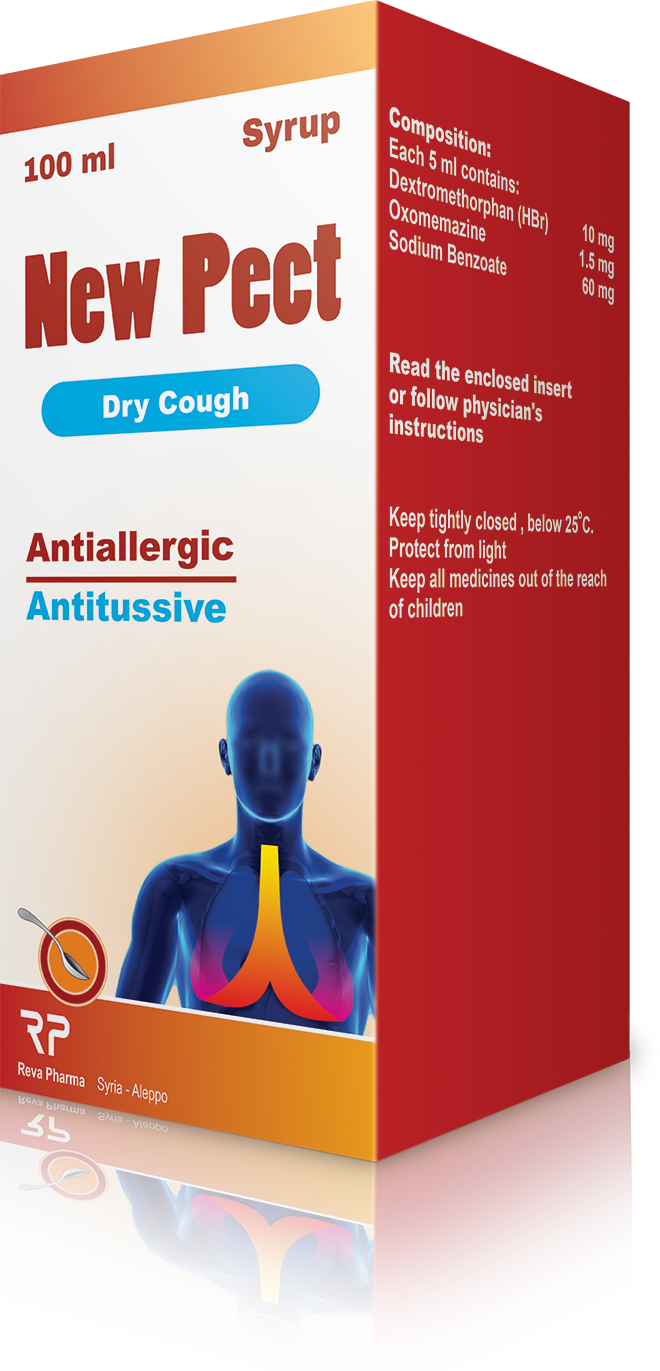 100 ml
Syrup
New Pect
Dry Cough
Antiallergic
Antitussive
RP
Reva Pharma Syria - Aleppo
Composition:
Each 5 ml contains:
Dextromethorphan (HBr) 10 mg
Oxomemazine 1.5 mg
Sodium Benzoate 60 mg
Read the enclosed insert
or follow physician's
instructions
Keep tightly closed , below 25°C.
Protect from light
Keep all medicines out of the reach
of children